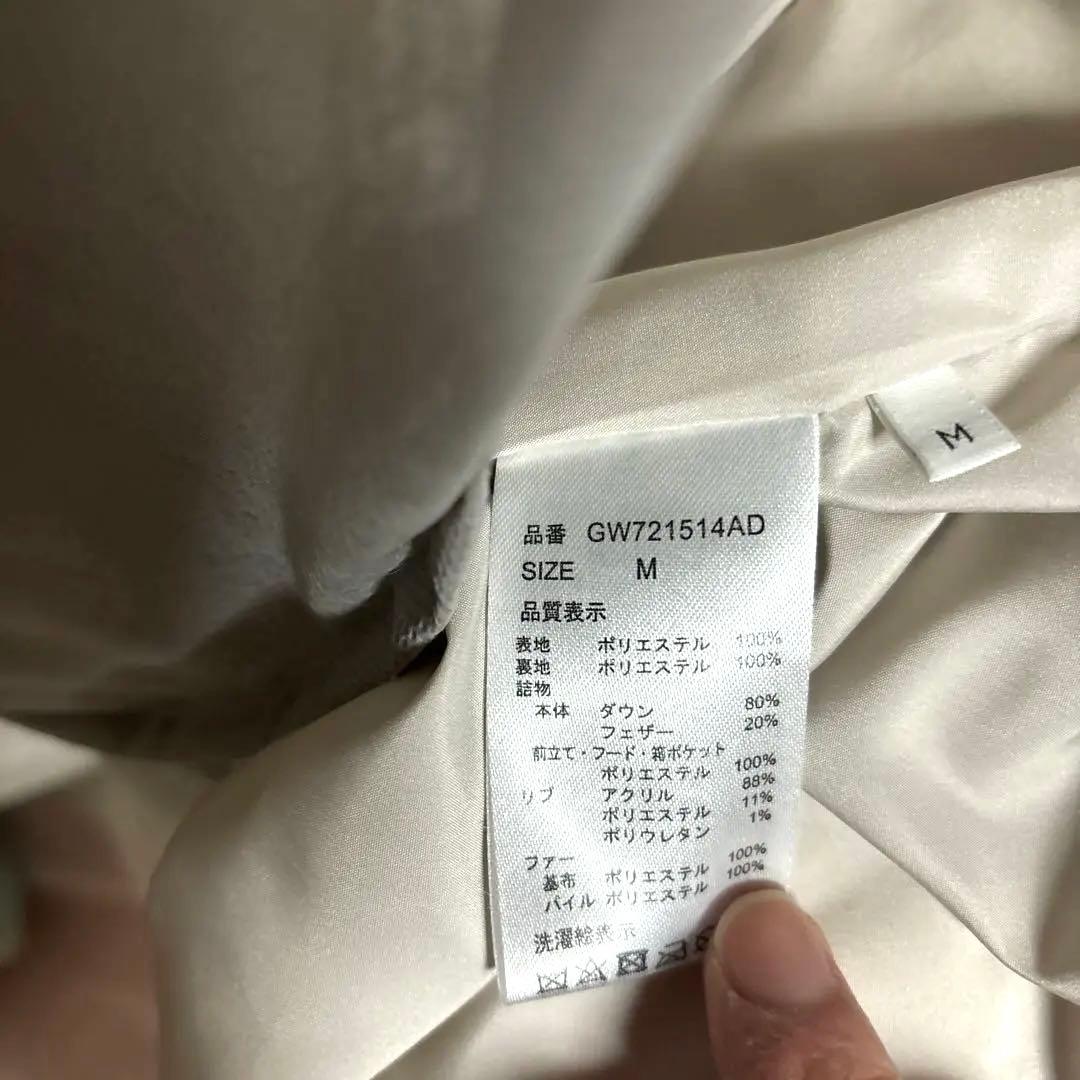 M
品番 GW721514AD
SIZE M
品質表示
表地 ポリエステル 100%
裏地 ポリエステル 100%
詰物
本体 ダウン 80%
フェザー 20%
前立て・フード・箱ポケット
ポリエステル 100%
リブ アクリル 88%
ポリエステル 11%
ポリウレタン 1%
ファー
基布 ポリエステル 100%
パイル ポリエステル 100%
洗濯絵表示